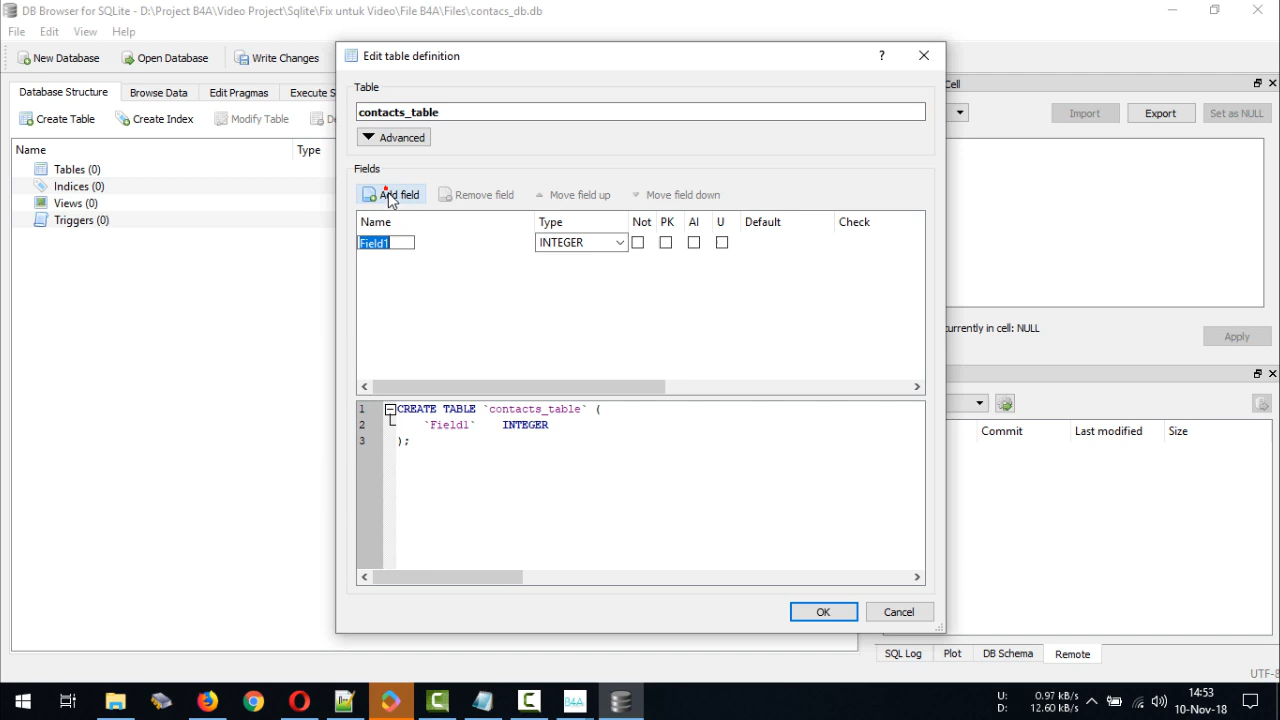 DB Browser for SQLite - D:\Project B4A\Video Project\Sqlite\Fix untuk Video\File B4A\Files\contacs_db.db
File Edit View Help
New Database Open Database Write Changes
Database Structure Browse Data Edit Pragmas Execute S
Create Table Create Index Modify Table D
Name Type
Tables (0)
Indices (0)
Views (0)
Triggers (0)
Edit table definition ?
Table
contacts_table
Advanced
Fields
Add field Remove field Move field up Move field down
Name Type Not PK AI U Default Check
Field1 INTEGER
1 CREATE TABLE `contacts_table` (
2 `Field1` INTEGER
3 );
OK Cancel
Cell
Import Export Set as NULL
currently in cell: NULL
Apply
Commit Last modified Size
SQL Log Plot DB Schema Remote
UTF-8
B4A
U: 0.97 kB/s
D: 12.60 kB/s
14:53
10-Nov-18